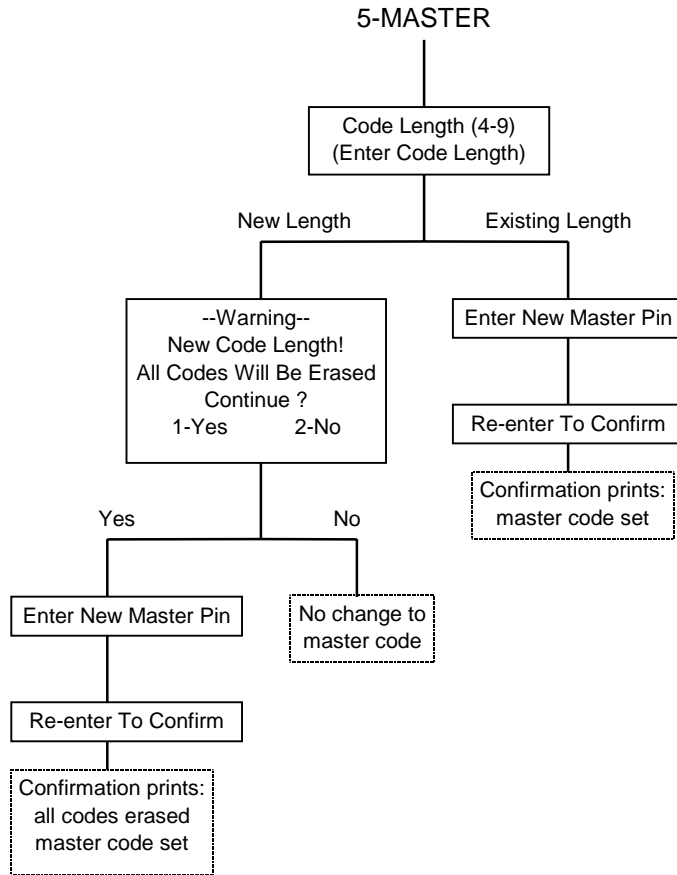 5-MASTER
Code Length (4-9)
(Enter Code Length)
New Length
Existing Length
--Warning--
New Code Length!
All Codes Will Be Erased
Continue ?
1-Yes 2-No
Enter New Master Pin
Re-enter To Confirm
Confirmation prints:
master code set
Yes
No
Enter New Master Pin
No change to
master code
Re-enter To Confirm
Confirmation prints:
all codes erased
master code set